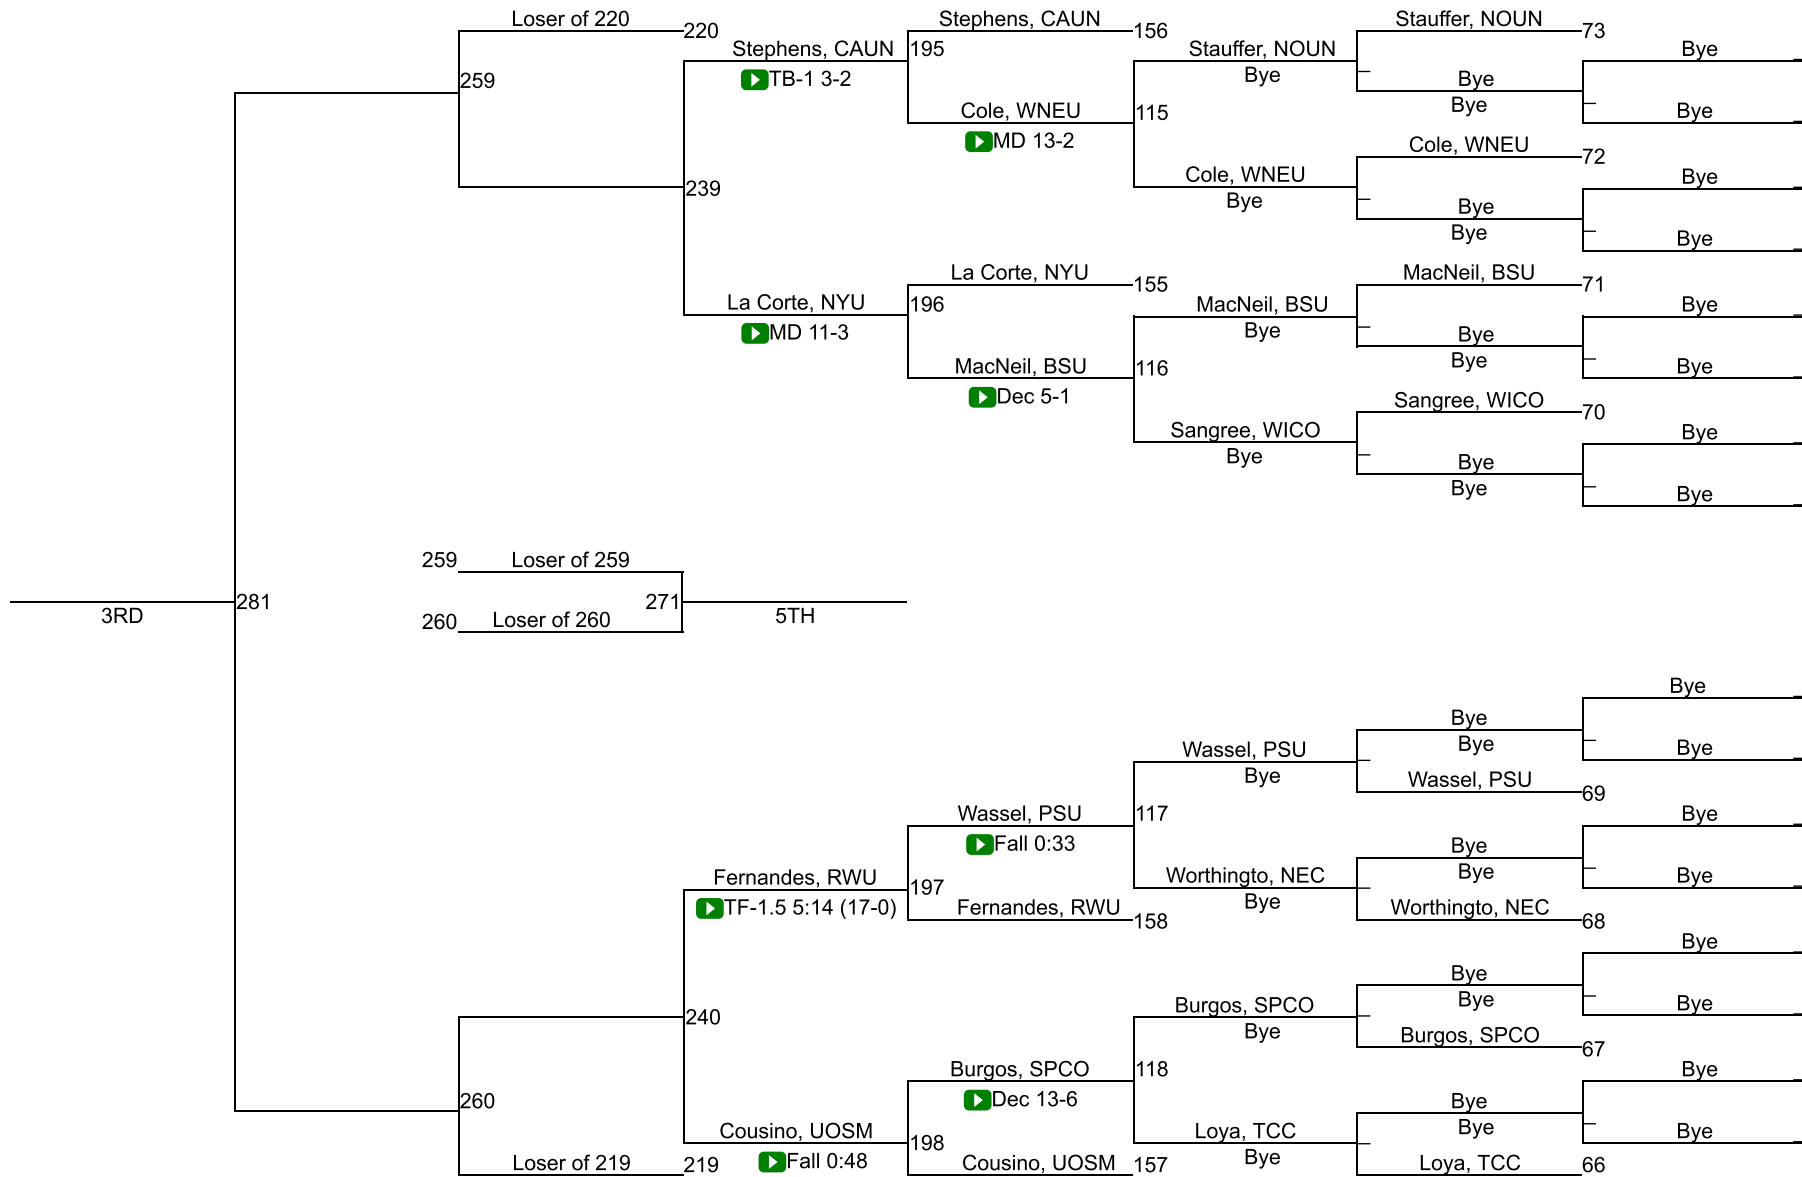 Loser of 220
220
Stephens, CAUN
156
Stauffer, NOUN
73
259
Stephens, CAUN
195
Stauffer, NOUN
Bye
TB-1 3-2
Bye
Bye
Bye
Cole, WNEU
115
Bye
MD 13-2
Cole, WNEU
72
239
Cole, WNEU
Bye
Bye
Bye
Bye
Bye
La Corte, NYU
155
MacNeil, BSU
71
La Corte, NYU
196
MacNeil, BSU
Bye
MD 11-3
Bye
Bye
Bye
MacNeil, BSU
116
Bye
Dec 5-1
Sangree, WICO
70
Sangree, WICO
Bye
Bye
Bye
Bye
Bye
259
Loser of 259
3RD
281
271
5TH
260
Loser of 260
Bye
Bye
Wassel, PSU
Bye
Bye
Bye
Wassel, PSU
69
Wassel, PSU
117
Bye
Fall 0:33
Bye
Fernandes, RWU
197
Worthingto, NEC
Bye
Bye
TF-1.5 5:14 (17-0)
Bye
Fernandes, RWU
158
Worthingto, NEC
68
Bye
Bye
240
Burgos, SPCO
Bye
Bye
Bye
Burgos, SPCO
67
260
Burgos, SPCO
118
Bye
Dec 13-6
Bye
Cousino, UOSM
198
Loya, TCC
Bye
Bye
Loser of 219
219
Fall 0:48
Bye
Cousino, UOSM
157
Loya, TCC
66